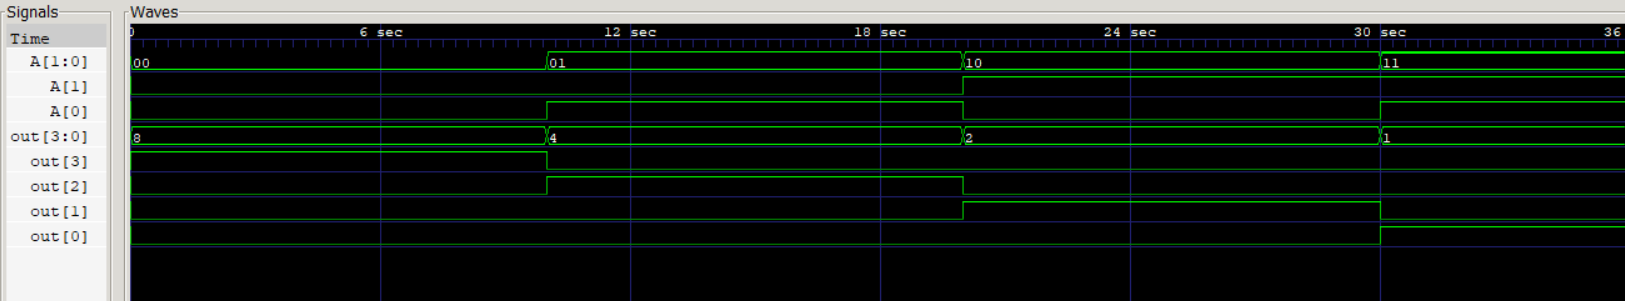 Signals Waves
Time 0 6 sec 12 sec 18 sec 24 sec 30 sec 36
A[1:0] 00 01 10 11
A[1]
A[0]
out[3:0] 8 4 2 1
out[3]
out[2]
out[1]
out[0]